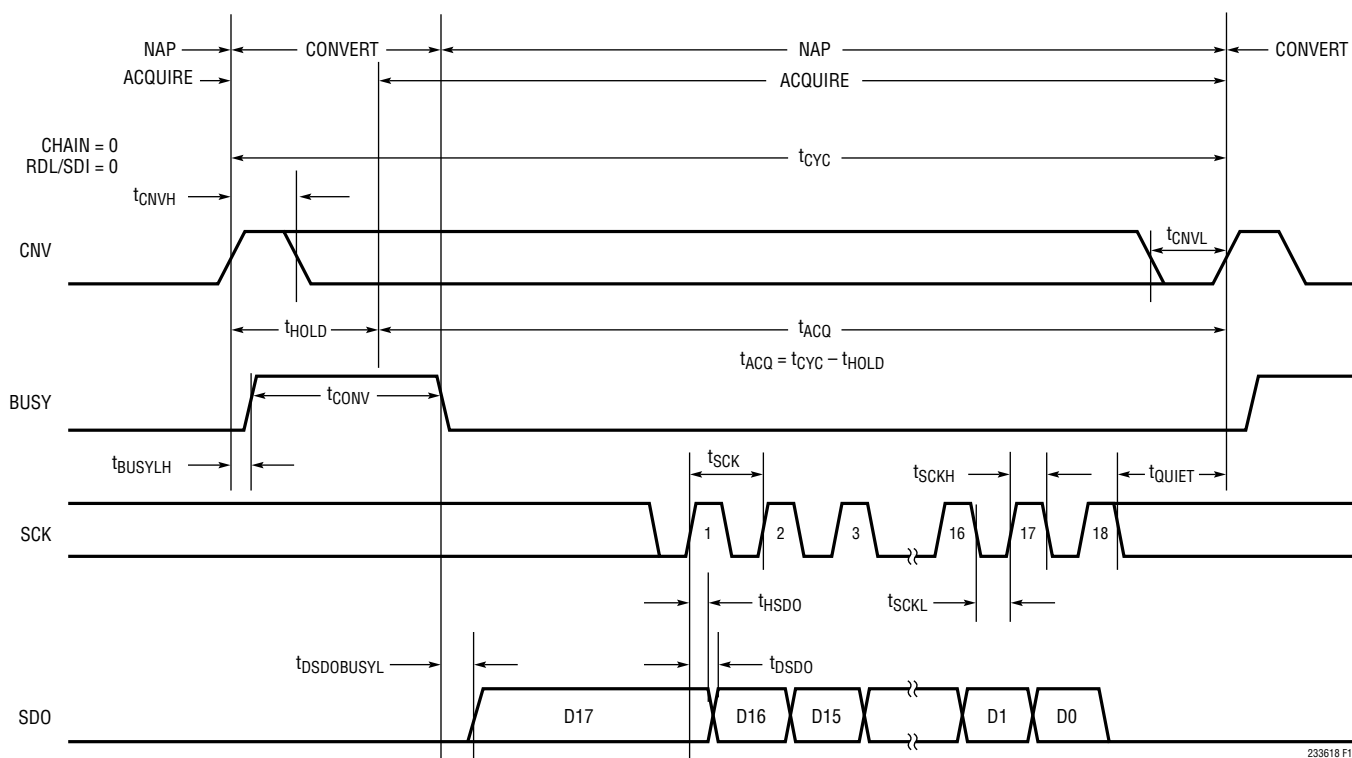 NAP CONVERT NAP CONVERT
ACQUIRE ACQUIRE
CHAIN = 0
RDL/SDI = 0
tCYC
tCNVH
CNV
tCNVL
tHOLD tACQ
tACQ = tCYC – tHOLD
BUSY
tCONV
tBUSYLH
tSCK tSCKH tQUIET
SCK
1 2 3 16 17 18
tHSDO tSCKL
tDSDOBUSYL tDSDO
SDO
D17 D16 D15 D1 D0
233618 F1